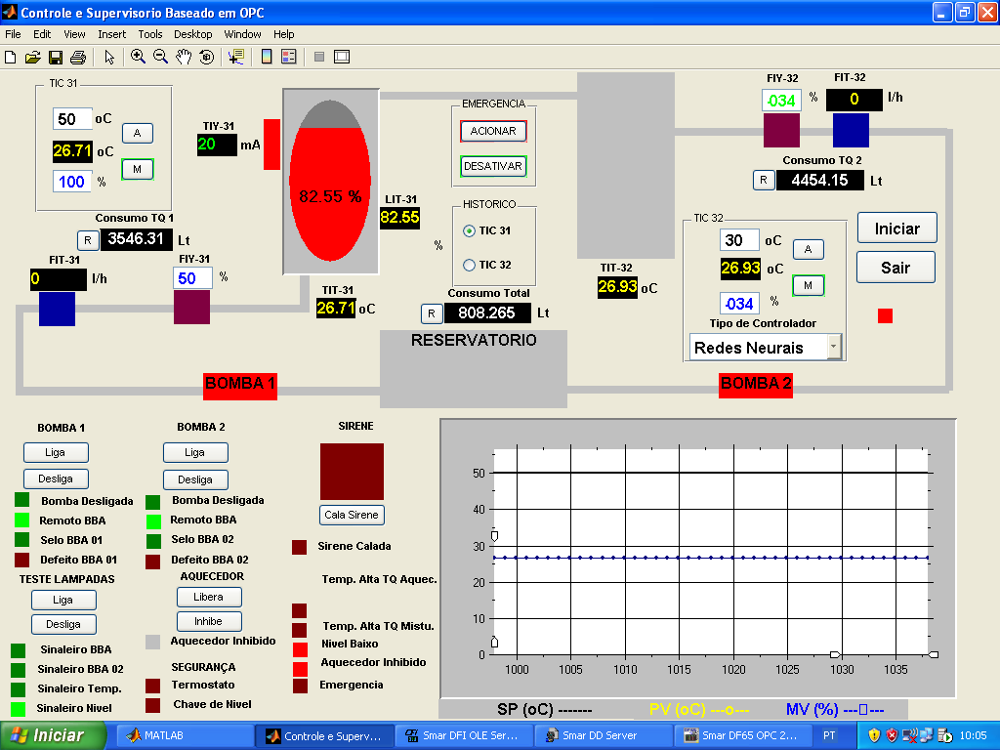 Controle e Supervisorio Baseado em OPC
File Edit View Insert Tools Desktop Window Help
TIC 31
50 oC
A
26.71 oC
M
100 %
TIY-31
20 mA
82.55 %
LIT-31
82.55
%
EMERGENCIA
ACIONAR
DESATIVAR
HISTORICO
TIC 31
TIC 32
FIY-32
-034 %
FIT-32
0 l/h
Consumo TQ 2
R 4454.15 Lt
Consumo TQ 1
R 3546.31 Lt
FIT-31
0 l/h
FIY-31
50 %
TIT-31
26.71 oC
Consumo Total
R 808.265 Lt
TIT-32
26.93 oC
TIC 32
30 oC
A
26.93 oC
M
-034 %
Tipo de Controlador
Redes Neurais
Iniciar
Sair
RESERVATORIO
BOMBA 1
BOMBA 2
BOMBA 1
Liga
Desliga
Bomba Desligada
Remoto BBA
Selo BBA 01
Defeito BBA 01
TESTE LAMPADAS
Liga
Desliga
Sinaleiro BBA
Sinaleiro BBA 02
Sinaleiro Temp.
Sinaleiro Nivel
BOMBA 2
Liga
Desliga
Bomba Desligada
Remoto BBA
Selo BBA 02
Defeito BBA 02
AQUECEDOR
Libera
Inhibe
Aquecedor Inhibido
SEGURANÇA
Termostato
Chave de Nivel
SIRENE
Cala Sirene
Sirene Calada
Temp. Alta TQ Aquec.
Temp. Alta TQ Mistu.
Nivel Baixo
Aquecedor Inhibido
Emergencia
50
40
30
20
10
0
1000 1005 1010 1015 1020 1025 1030 1035
SP (oC) ------- PV (oC) ---o--- MV (%) ---□---
Iniciar
MATLAB
Controle e Superv...
Smar DFI OLE Ser...
Smar DD Server
Smar DF65 OPC 2...
PT
10:05